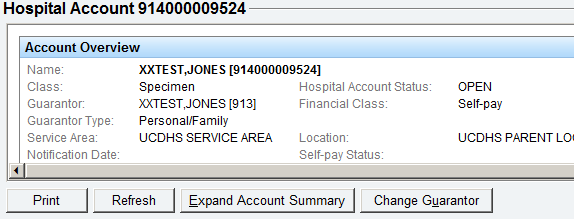 Hospital Account 914000009524
Account Overview
Name: XXTEST,JONES [914000009524]
Class: Specimen Hospital Account Status: OPEN
Guarantor: XXTEST,JONES [913] Financial Class: Self-pay
Guarantor Type: Personal/Family
Service Area: UCDHS SERVICE AREA Location: UCDHS PARENT LO
Notification Date: Self-pay Status:
Print Refresh Expand Account Summary Change Guarantor